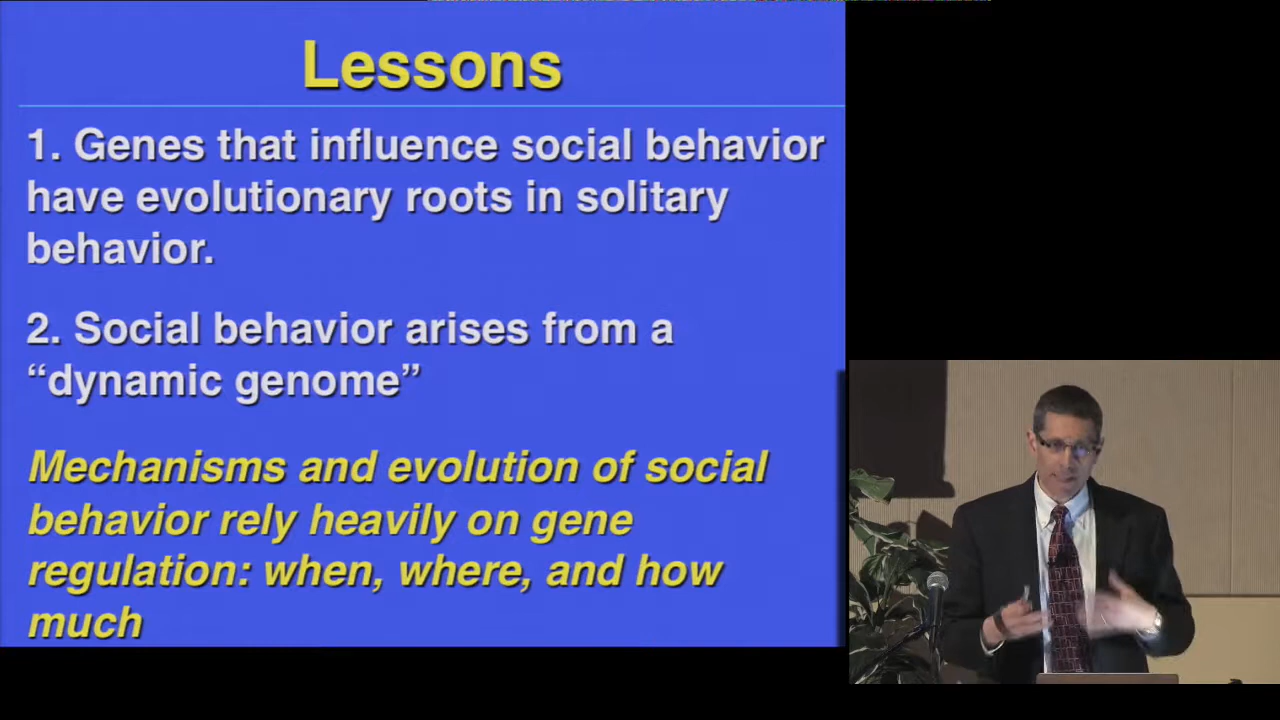 Lessons
1. Genes that influence social behavior
have evolutionary roots in solitary
behavior.
2. Social behavior arises from a
“dynamic genome”
Mechanisms and evolution of social
behavior rely heavily on gene
regulation: when, where, and how
much